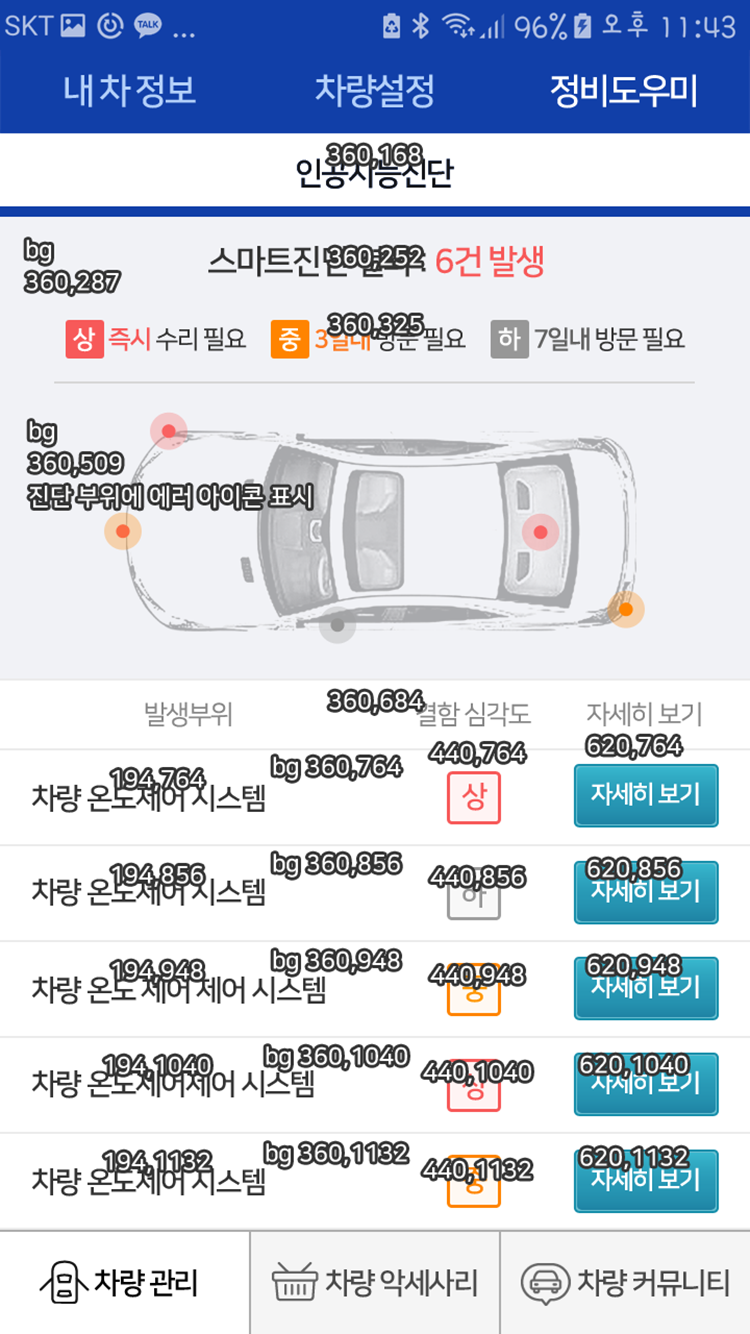 SKT TALK ... 96% 오후 11:43
내 차 정보 차량설정 정비도우미
360,168
인공지능진단
bg
360,287
스마트진단 결과: 6건 발생
360,252
360,325
상 즉시 수리 필요 중 3일내 방문 필요 하 7일내 방문 필요
bg
360,509
진단 부위에 에러 아이콘 표시
360,684
발생부위 결함 심각도 자세히 보기
194,764 bg 360,764 440,764 620,764
차량 온도제어 시스템 상 자세히 보기
194,856 bg 360,856 440,856 620,856
차량 온도제어 시스템 하 자세히 보기
194,948 bg 360,948 440,948 620,948
차량 온도 제어 제어 시스템 중 자세히 보기
194,1040 bg 360,1040 440,1040 620,1040
차량 온도제어제어 시스템 상 자세히 보기
194,1132 bg 360,1132 440,1132 620,1132
차량 온도제어 시스템 중 자세히 보기
차량 관리 차량 악세사리 차량 커뮤니티